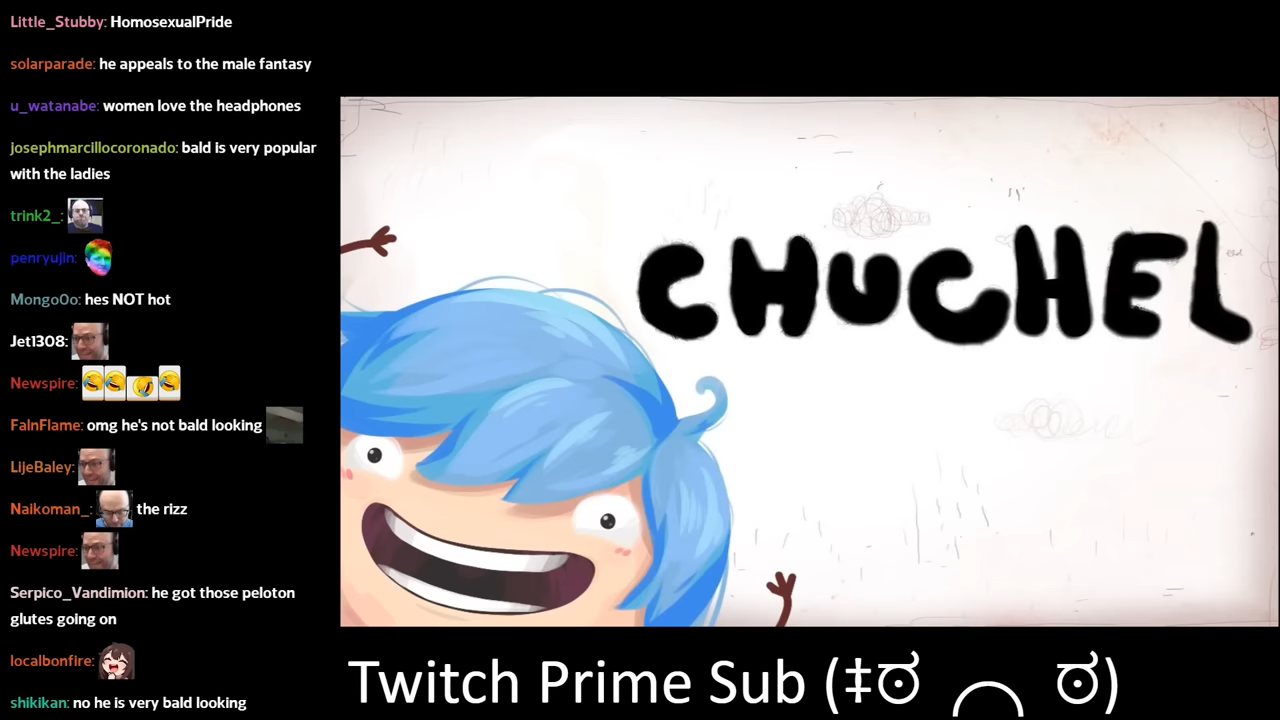 Little_Stubby: HomosexualPride
solarparade: he appeals to the male fantasy
u_watanabe: women love the headphones
josephmarcillocoronado: bald is very popular
with the ladies
trink2_:
penryujin:
MongoOo: hes NOT hot
Jet1308:
Newspire:
FalnFlame: omg he's not bald looking
LijeBaley:
Naikoman_: the rizz
Newspire:
Serpico_Vandimion: he got those peloton
glutes going on
localbonfire:
shikikan: no he is very bald looking
CHUCHEL
Twitch Prime Sub (‡ಠ ⁀ ಠ)